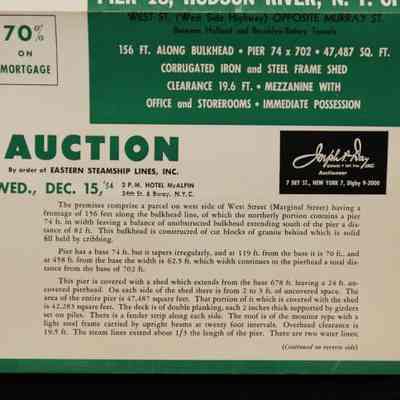 PIER 28, HUDSON RIVER, N. Y. CI
WEST ST. (West Side Highway) OPPOSITE MURRAY ST.
Between Holland and Brooklyn-Battery Tunnels
70%
ON
MORTGAGE
156 FT. ALONG BULKHEAD • PIER 74 x 702 • 47,487 SQ. FT.
CORRUGATED IRON and STEEL FRAME SHED
CLEARANCE 19.6 FT. • MEZZANINE WITH
OFFICE and STOREROOMS • IMMEDIATE POSSESSION
AUCTION
By order of EASTERN STEAMSHIP LINES, INC.
WED., DEC. 15, '54
2 P.M. HOTEL McALPIN
34th St. & Bway. N.Y.C.
Joseph P. Day
Auctioneer
7 DEY ST., NEW YORK 7, Digby 9-2000
The premises comprise a parcel on west side of West Street (Marginal Street) having a
frontage of 156 feet along the bulkhead line, of which the northerly portion contains a pier
74 ft. in width leaving a balance of unobstructed bulkhead extending south of the pier a dis-
tance of 82 ft. This bulkhead is constructed of cut blocks of granite behind which is solid
fill held by cribbing.
Pier has a base 74 ft. but it tapers irregularly, and at 119 ft. from the base it is 70 ft., and
at 458 ft. from the base the width is 62.5 ft. which width continues to the pierhead a total dis-
tance from the base of 702 ft.
This pier is covered with a shed which extends from the base 678 ft. leaving a 24 ft. un-
covered pierhead. On each side of the shed there is from 2 to 3 ft. of uncovered space. The
area of the entire pier is 47,487 square feet. That portion of it which is covered by the shed
is 42,283 square feet. The deck is of double planking, each 2 inches thick supported by girders
set on piles. There is a fender strip along each side. The roof is of the monitor type with a
light steel frame carried by upright beams at twenty foot intervals. Overhead clearance is
19.5 ft. The steam lines extend about 1/3 the length of the pier. There are two water lines;
(Continued on reverse side)